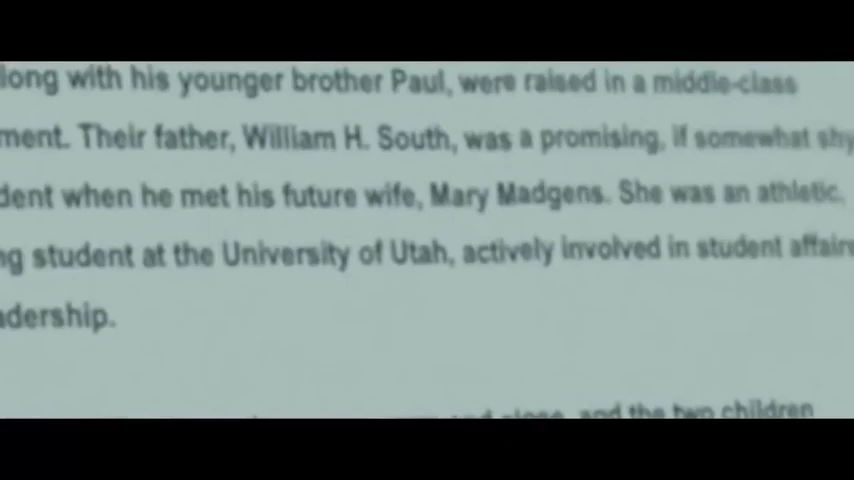 long with his younger brother Paul, were raised in a middle-class
ment. Their father, William H. South, was a promising, if somewhat shy
dent when he met his future wife, Mary Madgens. She was an athletic,
ng student at the University of Utah, actively involved in student affairs
adership.
and close, and the two children